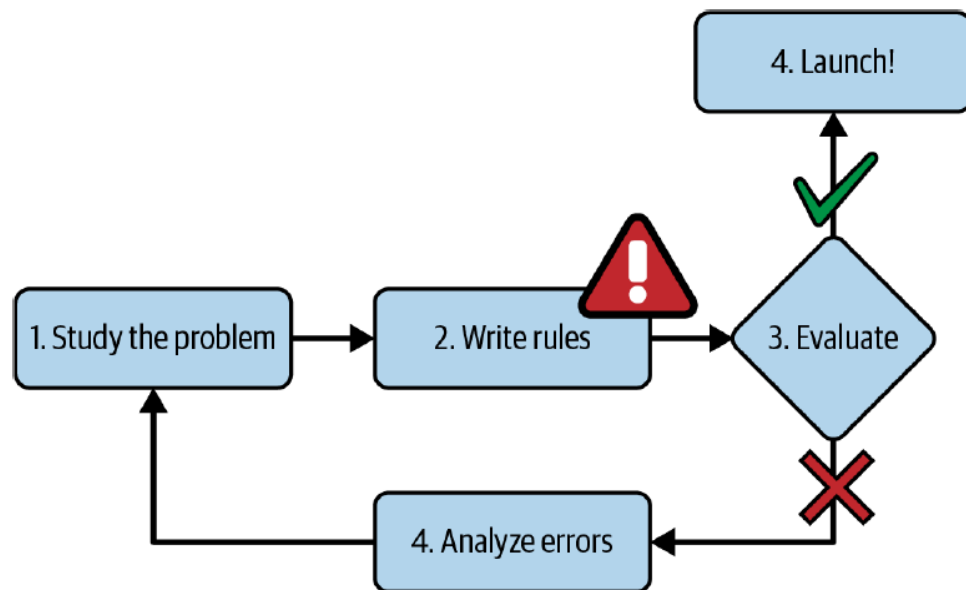 4. Launch!
1. Study the problem
2. Write rules
3. Evaluate
4. Analyze errors